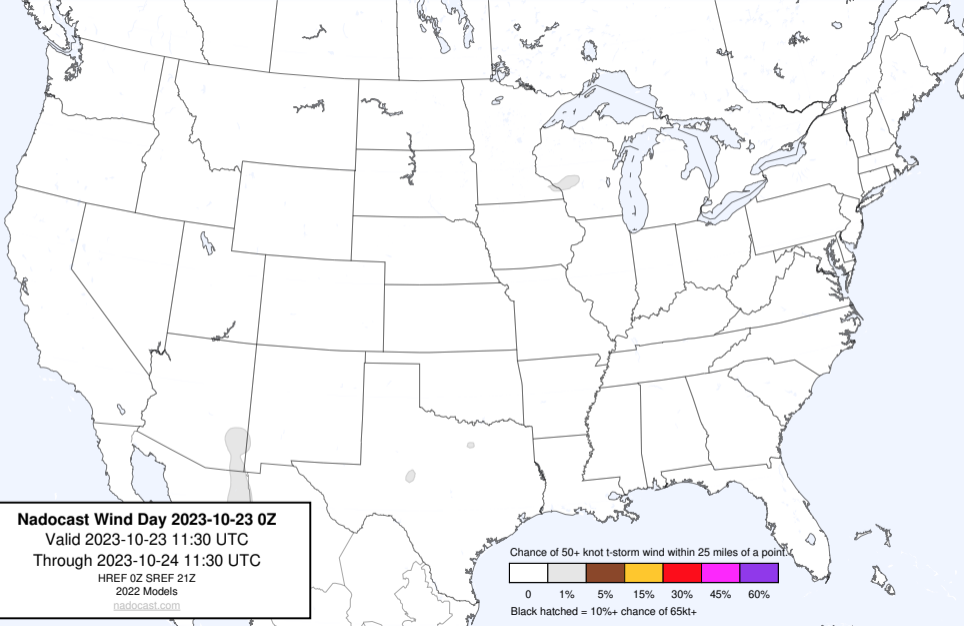 Nadocast Wind Day 2023-10-23 0Z
Valid 2023-10-23 11:30 UTC
Through 2023-10-24 11:30 UTC
HREF 0Z SREF 21Z
2022 Models
nadocast.com
Chance of 50+ knot t-storm wind within 25 miles of a point.
0 1% 5% 15% 30% 45% 60%
Black hatched = 10%+ chance of 65kt+